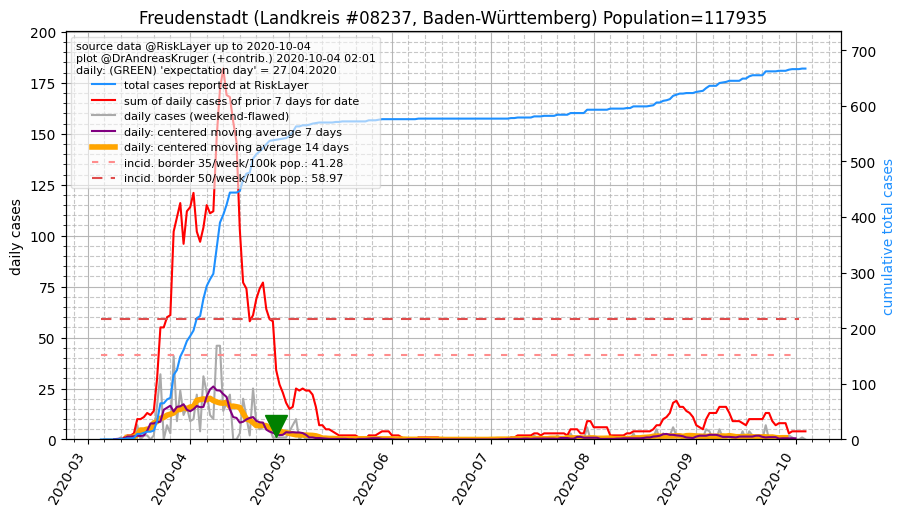 Freudenstadt (Landkreis #08237, Baden-Württemberg) Population=117935
source data @RiskLayer up to 2020-10-04
plot @DrAndreasKruger (+contrib.) 2020-10-04 02:01
daily: (GREEN) 'expectation day' = 27.04.2020
total cases reported at RiskLayer
sum of daily cases of prior 7 days for date
daily cases (weekend-flawed)
daily: centered moving average 7 days
daily: centered moving average 14 days
incid. border 35/week/100k pop.: 41.28
incid. border 50/week/100k pop.: 58.97
daily cases
200
175
150
125
100
75
50
25
0
cumulative total cases
700
600
500
400
300
200
100
0
2020-03
2020-04
2020-05
2020-06
2020-07
2020-08
2020-09
2020-10